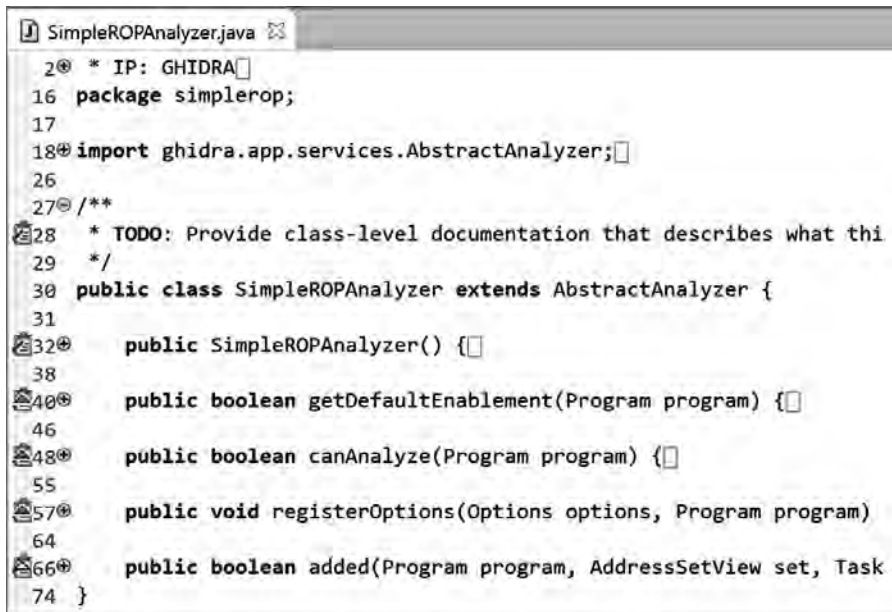 SimpleROPAnalyzer.java
2 * IP: GHIDRA
16 package simplerop;
17
18 import ghidra.app.services.AbstractAnalyzer;
26
27 /**
28 * TODO: Provide class-level documentation that describes what thi
29 */
30 public class SimpleROPAnalyzer extends AbstractAnalyzer {
31
32 public SimpleROPAnalyzer() {
38
40 public boolean getDefaultEnablement(Program program) {
46
48 public boolean canAnalyze(Program program) {
55
57 public void registerOptions(Options options, Program program)
64
66 public boolean added(Program program, AddressSetView set, Task
74 }